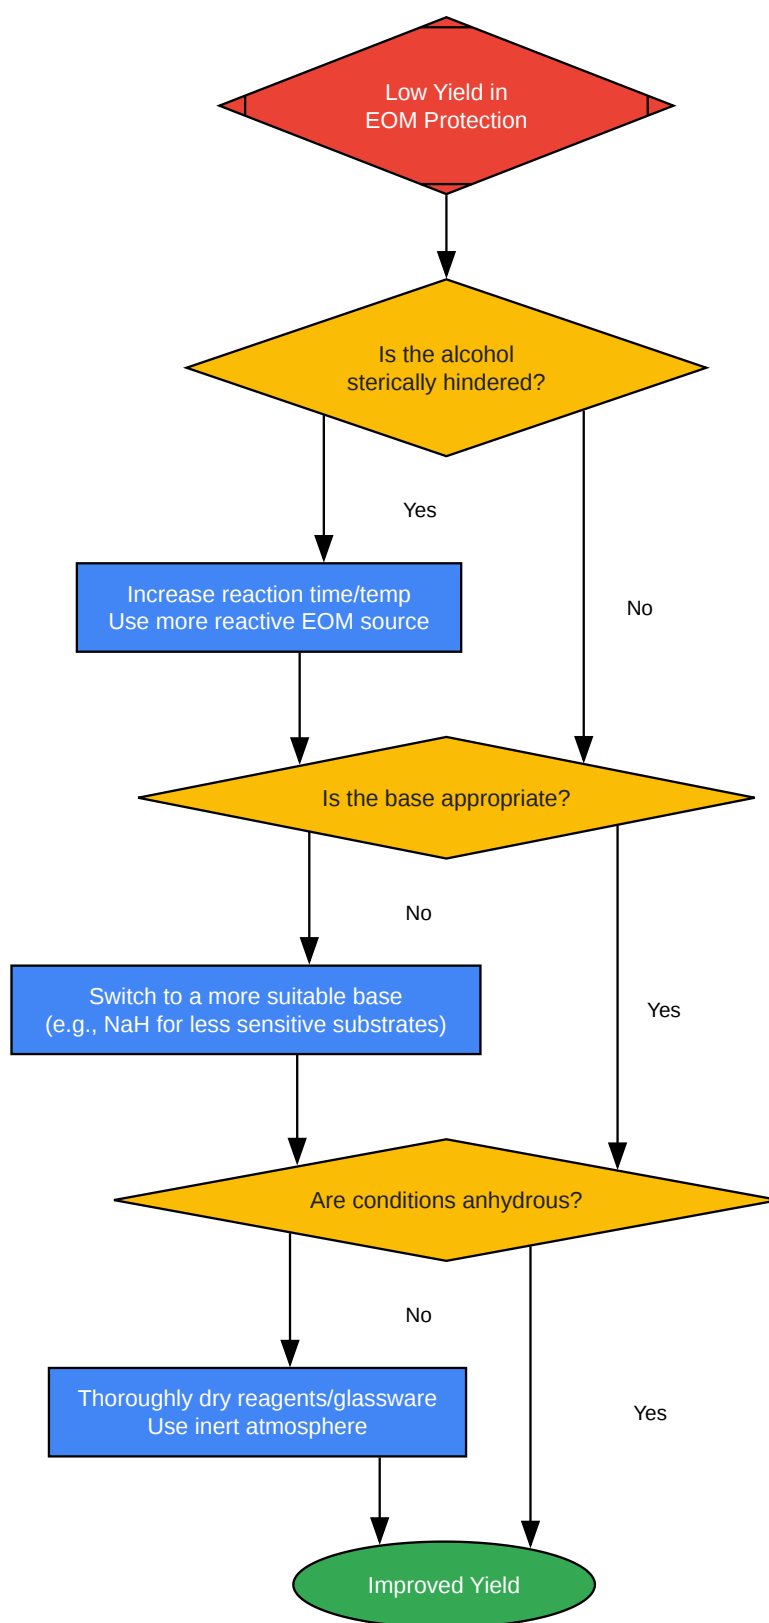 Low Yield in
EOM Protection
Is the alcohol
sterically hindered?
Yes
Increase reaction time/temp
Use more reactive EOM source
No
Is the base appropriate?
No
Switch to a more suitable base
(e.g., NaH for less sensitive substrates)
Yes
Are conditions anhydrous?
No
Thoroughly dry reagents/glassware
Use inert atmosphere
Yes
Improved Yield